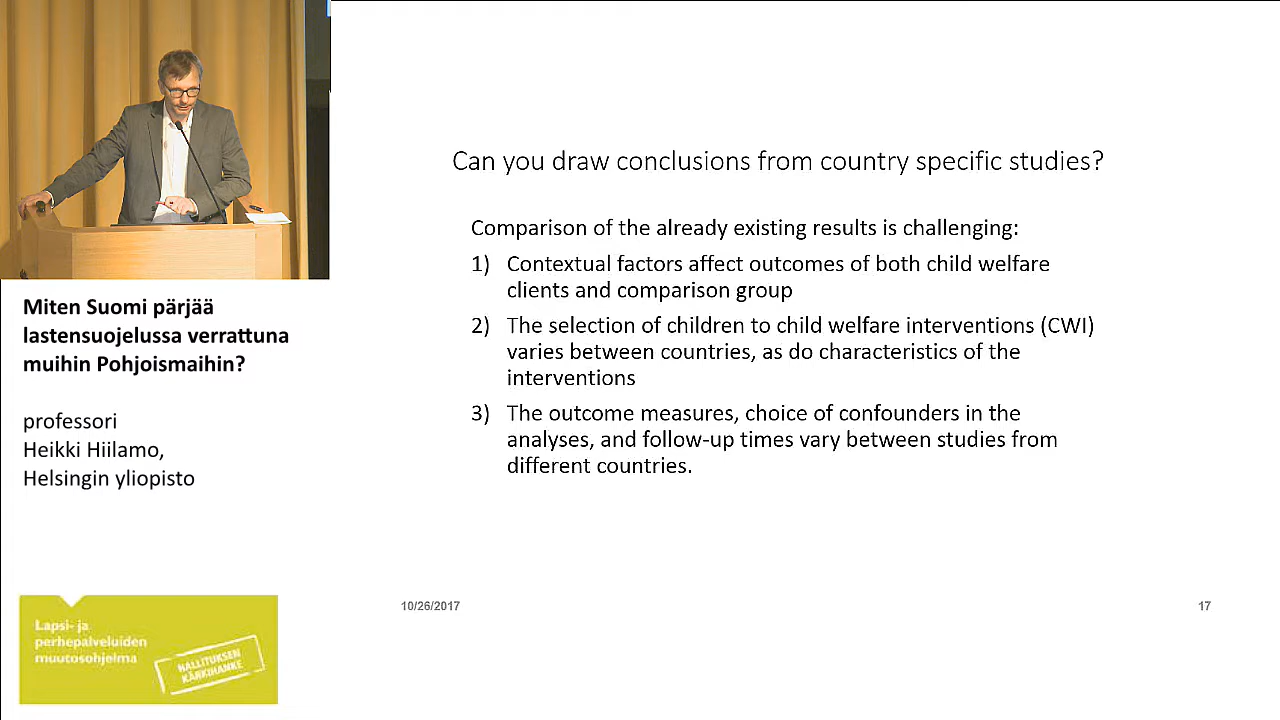 Can you draw conclusions from country specific studies?
Comparison of the already existing results is challenging:
1) Contextual factors affect outcomes of both child welfare
clients and comparison group
2) The selection of children to child welfare interventions (CWI)
varies between countries, as do characteristics of the
interventions
3) The outcome measures, choice of confounders in the
analyses, and follow-up times vary between studies from
different countries.
10/26/2017
17
Miten Suomi pärjää
lastensuojelussa verrattuna
muihin Pohjoismaihin?
professori
Heikki Hiilamo,
Helsingin yliopisto
Lapsi- ja
perhepalveluiden
muutosohjelma
HALLITUKSEN
KÄRKIHANKE